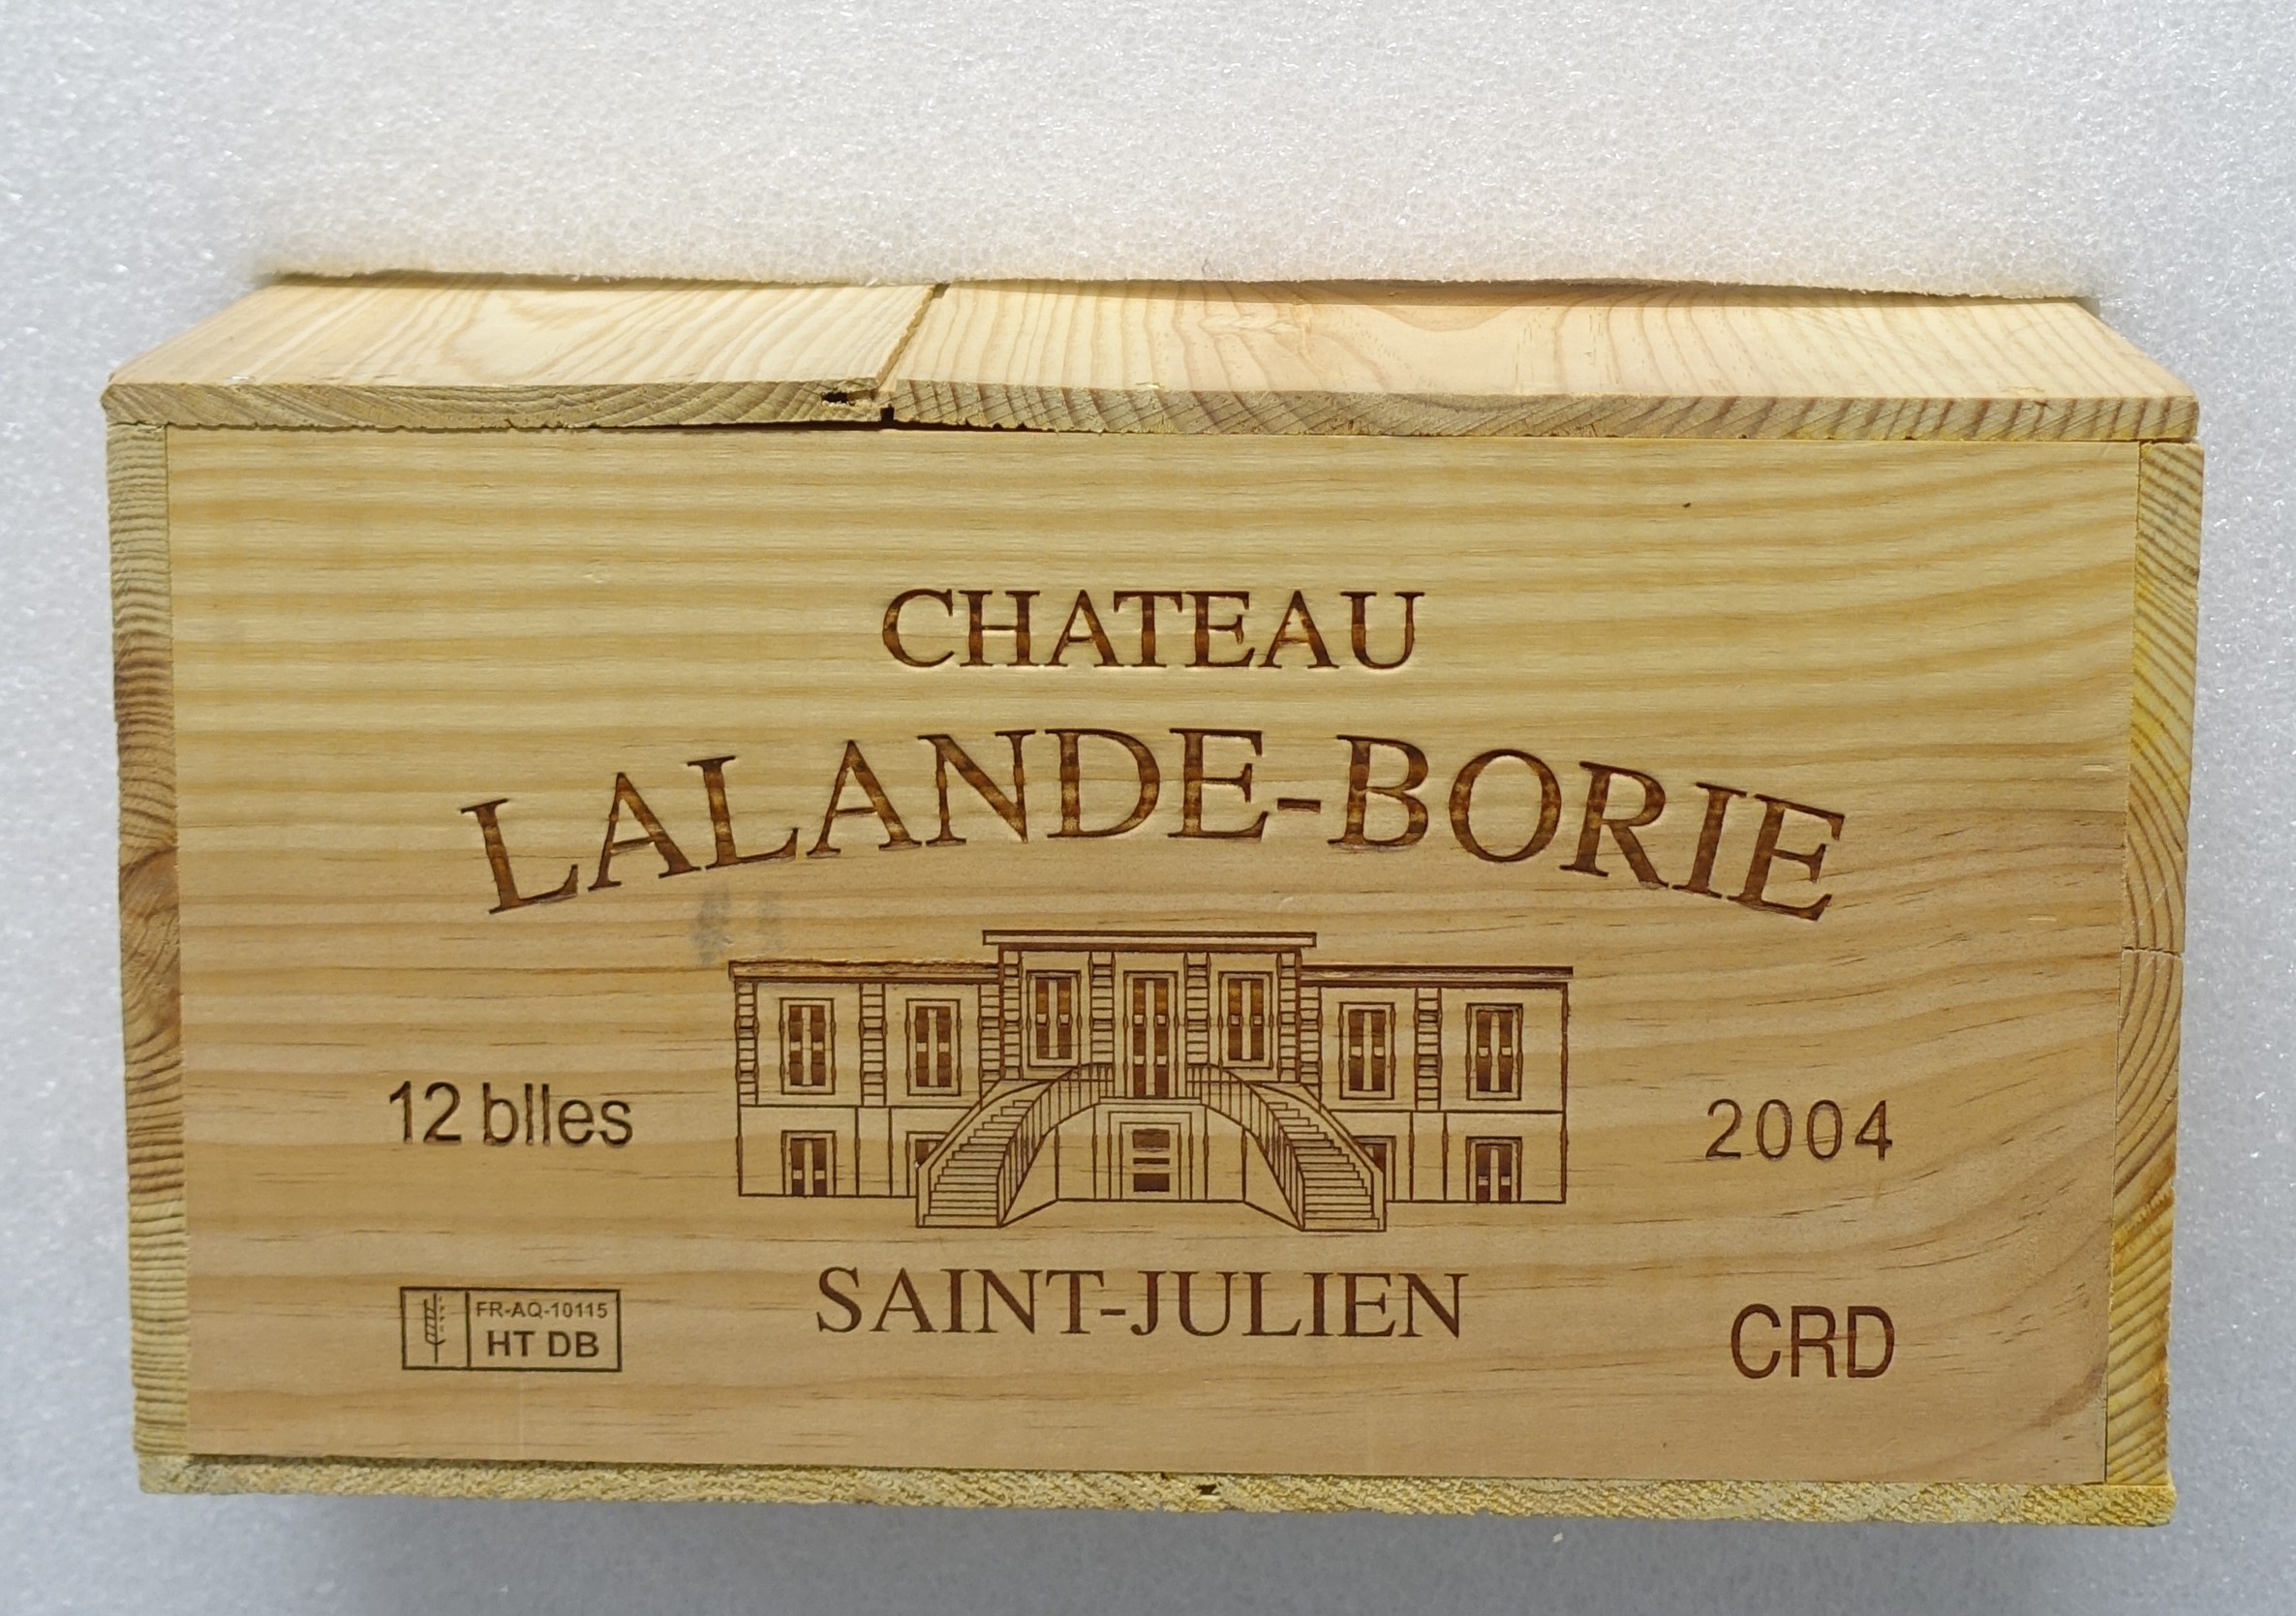 CHATEAU
LALANDE-BORIE
12 blles
2004
SAINT-JULIEN
FR-AQ-10115
HT DB
CRD